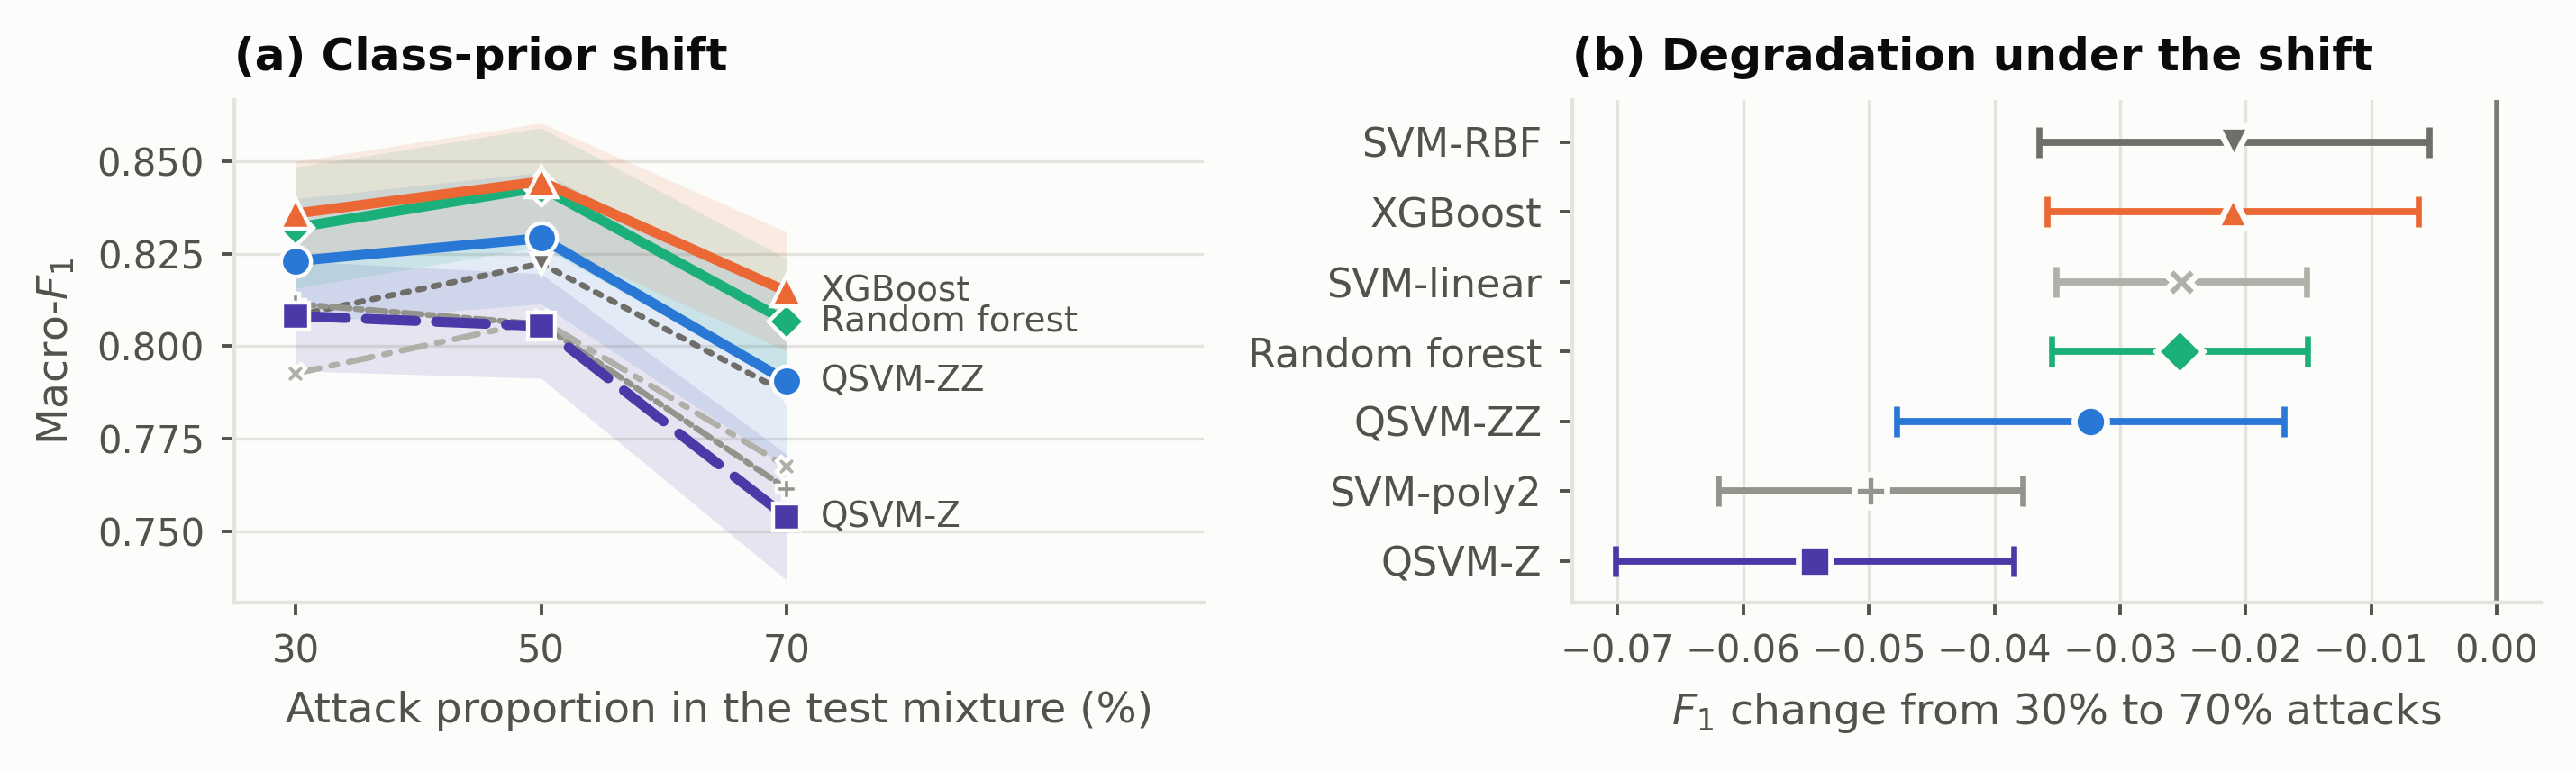 (a) Class-prior shift
Macro-F₁
0.850
0.825
0.800
0.775
0.750
XGBoost
Random forest
QSVM-ZZ
QSVM-Z
30 50 70
Attack proportion in the test mixture (%)
(b) Degradation under the shift
SVM-RBF
XGBoost
SVM-linear
Random forest
QSVM-ZZ
SVM-poly2
QSVM-Z
−0.07 −0.06 −0.05 −0.04 −0.03 −0.02 −0.01 0.00
F₁ change from 30% to 70% attacks